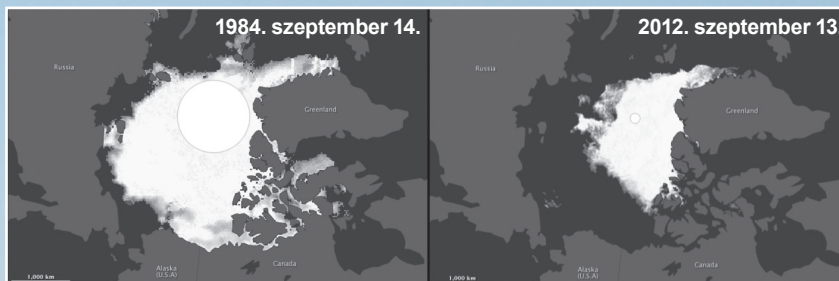 1984. szeptember 14.
Russia
Greenland
Alaska
(U.S.A)
Canada
1,000 km
2012. szeptember 13.
Russia
Greenland
Alaska
(U.S.A)
Canada
1,000 km